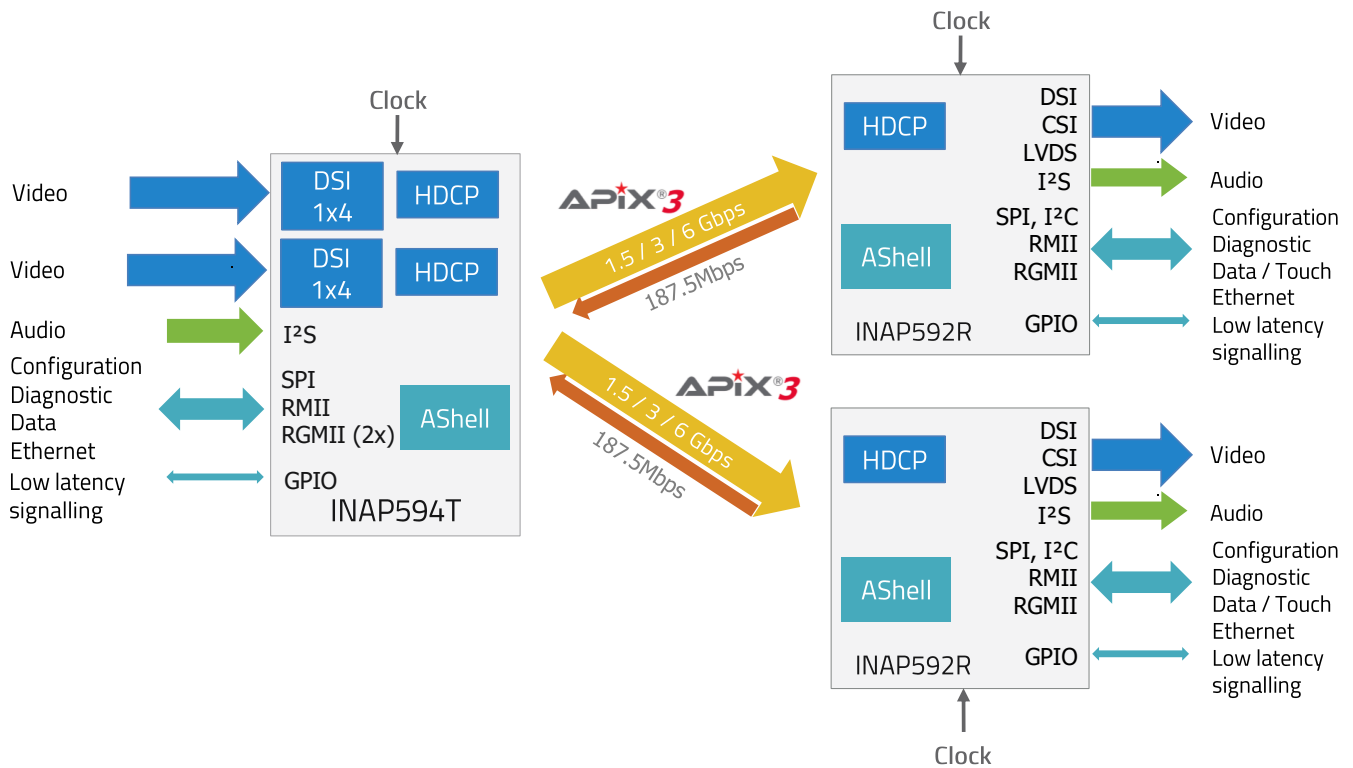 Clock
Video
Video
Audio
Configuration
Diagnostic
Data
Ethernet
Low latency
signalling
DSI
1x4
HDCP
DSI
1x4
HDCP
I²S
SPI
RMII
RGMII (2x)
AShell
GPIO
INAP594T
APIX®3
1.5 / 3 / 6 Gbps
187.5Mbps
APIX®3
1.5 / 3 / 6 Gbps
187.5Mbps
Clock
HDCP
DSI
CSI
LVDS
I²S
SPI, I²C
RMII
RGMII
AShell
INAP592R
GPIO
Video
Audio
Configuration
Diagnostic
Data / Touch
Ethernet
Low latency
signalling
HDCP
DSI
CSI
LVDS
I²S
SPI, I²C
RMII
RGMII
AShell
INAP592R
GPIO
Video
Audio
Configuration
Diagnostic
Data / Touch
Ethernet
Low latency
signalling
Clock